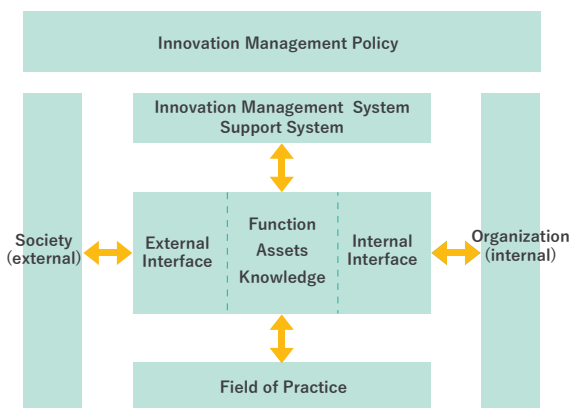 Innovation Management Policy
Innovation Management System
Support System
Society
(external)
External
Interface
Function
Assets
Knowledge
Internal
Interface
Organization
(internal)
Field of Practice